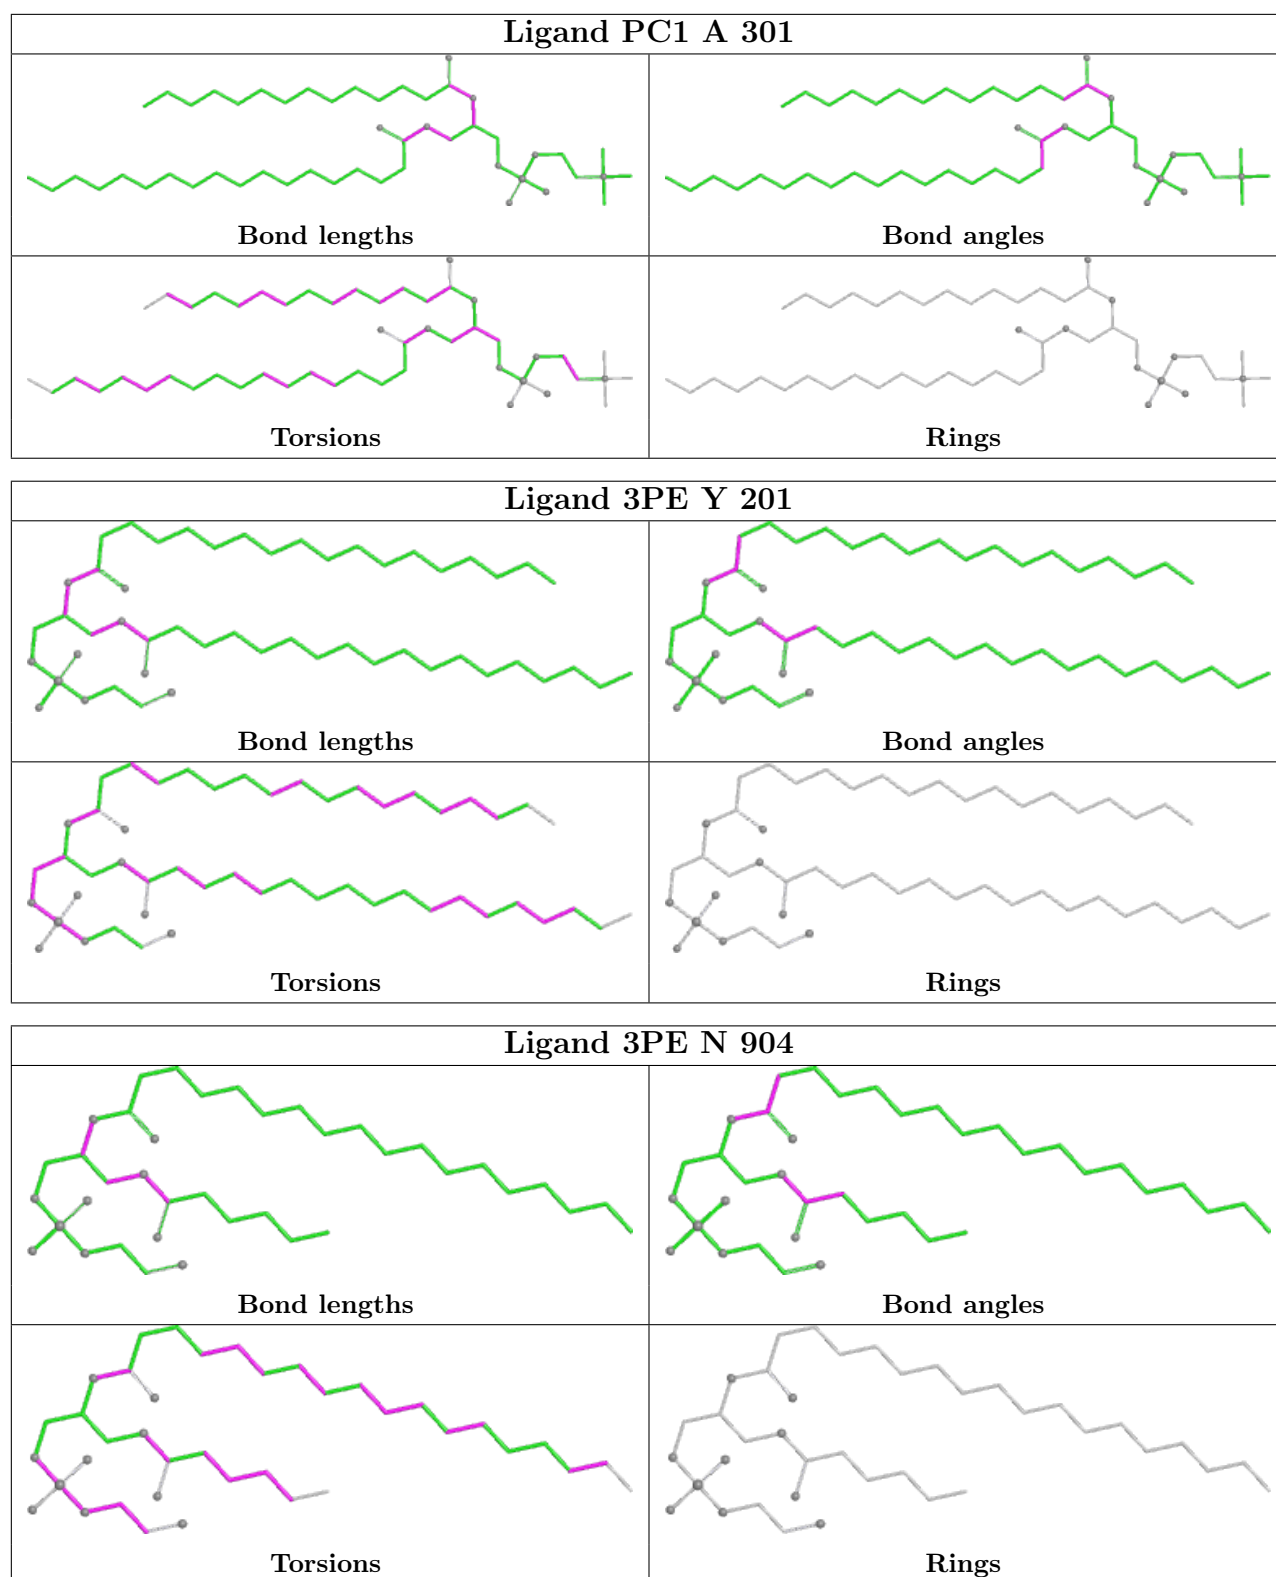 Ligand PC1 A 301
Bond lengths
Bond angles
Torsions
Rings
Ligand 3PE Y 201
Bond lengths
Bond angles
Torsions
Rings
Ligand 3PE N 904
Bond lengths
Bond angles
Torsions
Rings